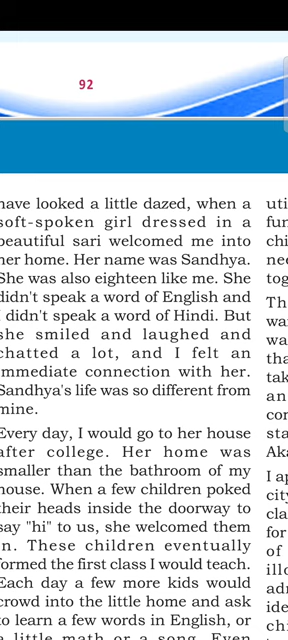 92
have looked a little dazed, when a
soft-spoken girl dressed in a
beautiful sari welcomed me into
her home. Her name was Sandhya.
She was also eighteen like me. She
didn't speak a word of English and
I didn't speak a word of Hindi. But
she smiled and laughed and
chatted a lot, and I felt an
immediate connection with her.
Sandhya's life was so different from
mine.
Every day, I would go to her house
after college. Her home was
smaller than the bathroom of my
house. When a few children poked
their heads inside the doorway to
say "hi" to us, she welcomed them
in. These children eventually
formed the first class I would teach.
Each day a few more kids would
crowd into the little home and ask
to learn a few words in English, or
a little math or a song. Even